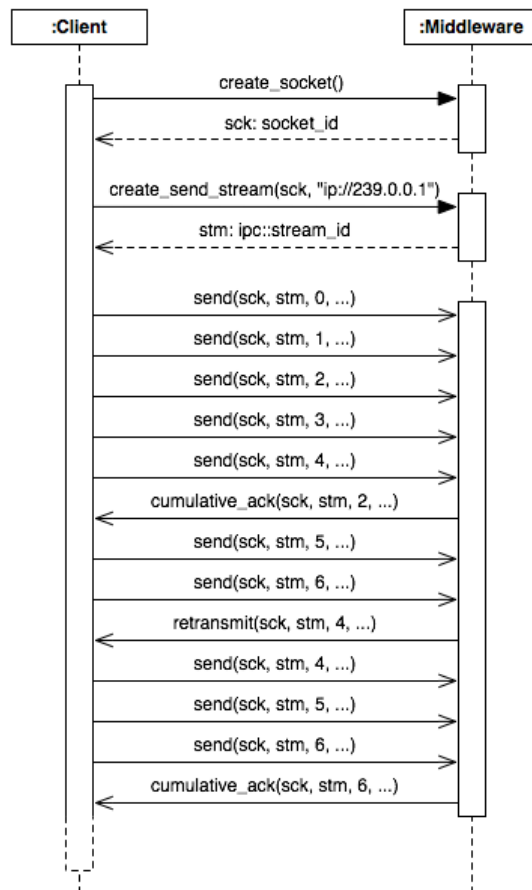 :Client
:Middleware
create_socket()
sck: socket_id
create_send_stream(sck, "ip://239.0.0.1")
stm: ipc::stream_id
send(sck, stm, 0, ...)
send(sck, stm, 1, ...)
send(sck, stm, 2, ...)
send(sck, stm, 3, ...)
send(sck, stm, 4, ...)
cumulative_ack(sck, stm, 2, ...)
send(sck, stm, 5, ...)
send(sck, stm, 6, ...)
retransmit(sck, stm, 4, ...)
send(sck, stm, 4, ...)
send(sck, stm, 5, ...)
send(sck, stm, 6, ...)
cumulative_ack(sck, stm, 6, ...)